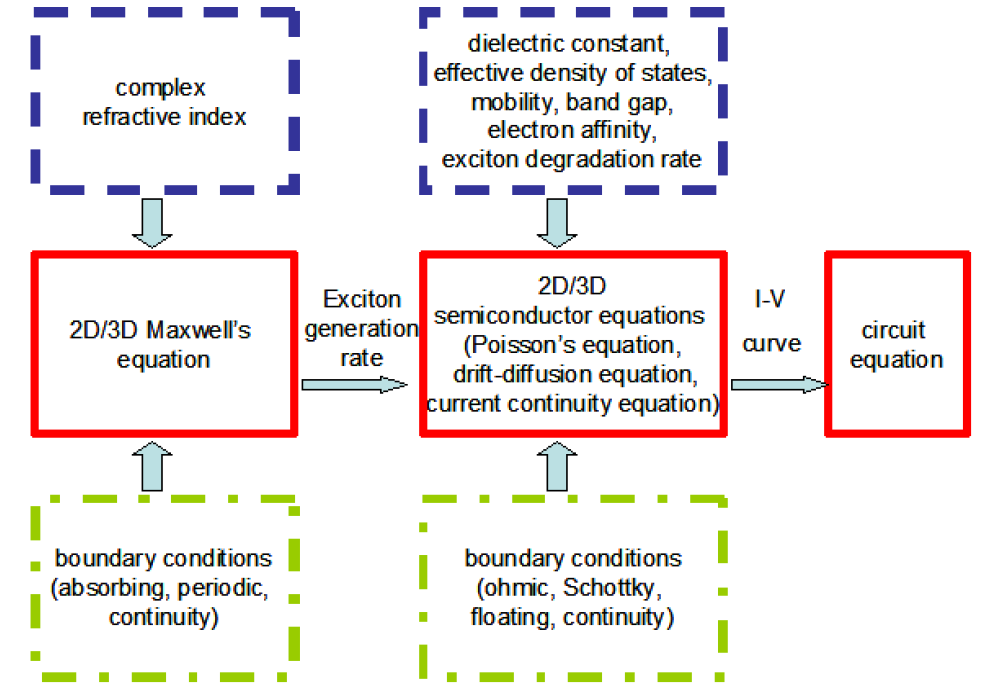 complex
refractive index
dielectric constant,
effective density of states,
mobility, band gap,
electron affinity,
exciton degradation rate
2D/3D Maxwell's
equation
Exciton
generation
rate
2D/3D
semiconductor equations
(Poisson's equation,
drift-diffusion equation,
current continuity equation)
I-V
curve
circuit
equation
boundary conditions
(absorbing, periodic,
continuity)
boundary conditions
(ohmic, Schottky,
floating, continuity)